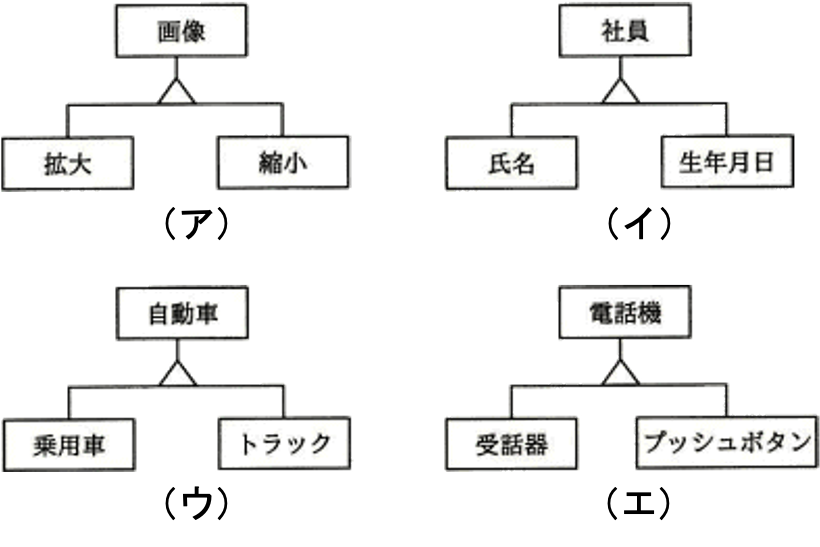 画像
拡大
縮小
（ア）
社員
氏名
生年月日
（イ）
自動車
乗用車
トラック
（ウ）
電話機
受話器
プッシュボタン
（エ）